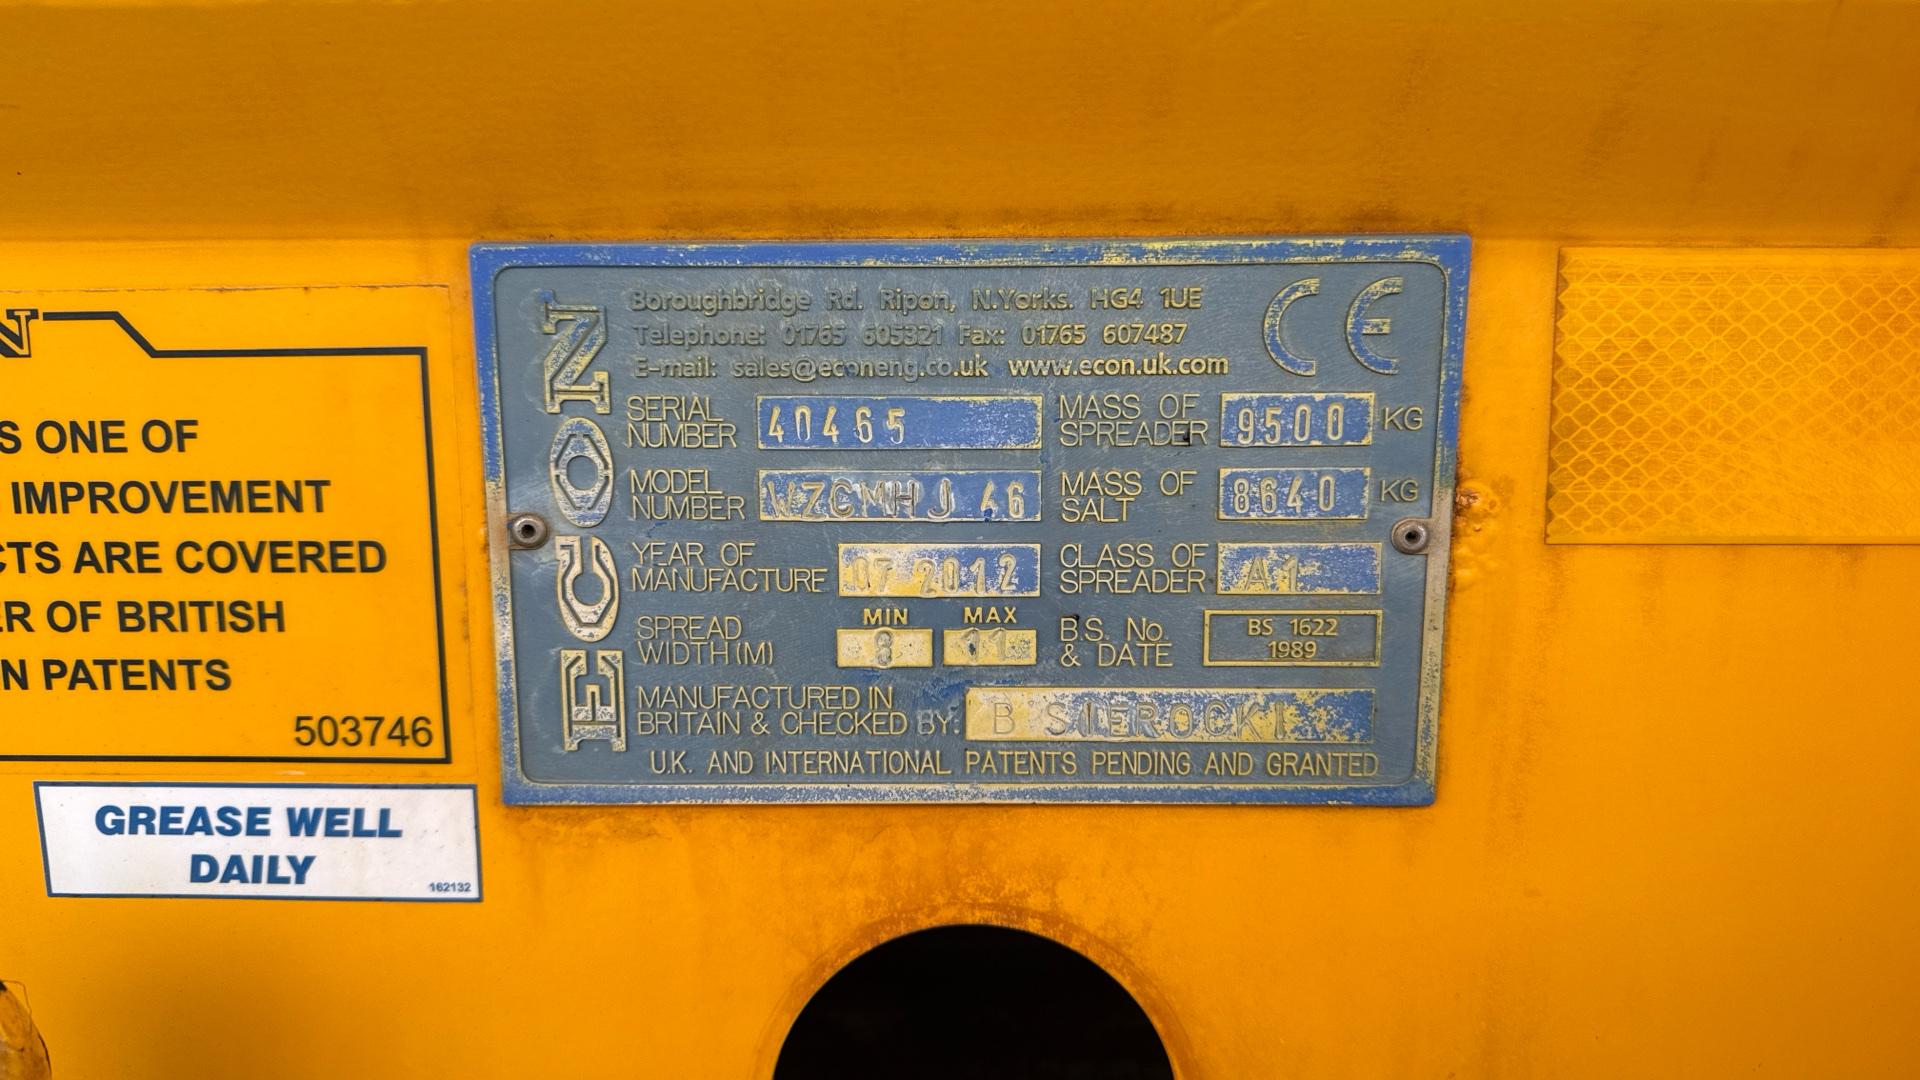 N
S ONE OF
IMPROVEMENT
CTS ARE COVERED
ER OF BRITISH
N PATENTS
503746
GREASE WELL
DAILY
162132
ECON
Boroughbridge Rd. Ripon, N.Yorks. HG4 1UE
Telephone: 01765 605321 Fax: 01765 607487
E-mail: sales@econeng.co.uk www.econ.uk.com
CE
SERIAL
NUMBER
40465
MASS OF
SPREADER
9500 KG
MODEL
NUMBER
WZCMHJ 46
MASS OF
SALT
8640 KG
YEAR OF
MANUFACTURE
07 2012
CLASS OF
SPREADER
A1
SPREAD
WIDTH(M)
MIN MAX
8 11
B.S. No.
& DATE
BS 1622
1989
MANUFACTURED IN
BRITAIN & CHECKED BY:
B SIEROCKI
U.K. AND INTERNATIONAL PATENTS PENDING AND GRANTED